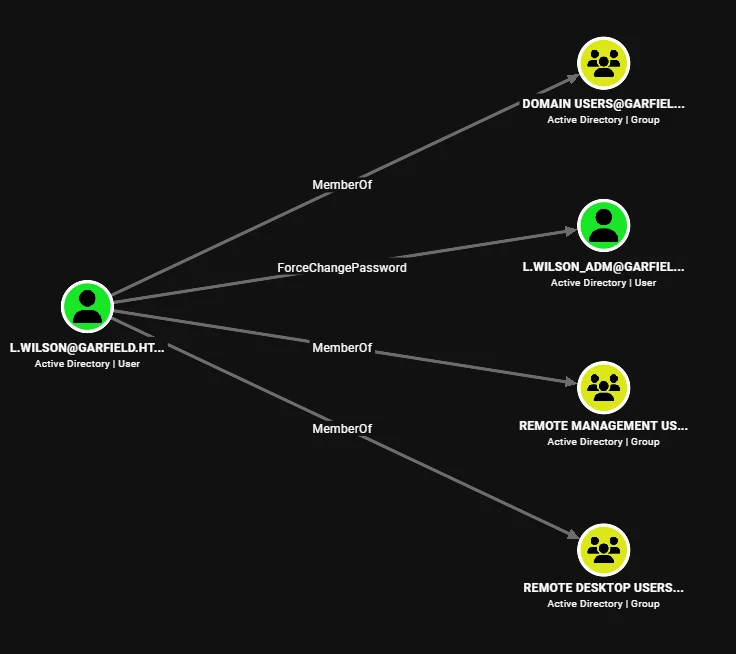 DOMAIN USERS@GARFIEL...
Active Directory | Group
MemberOf
ForceChangePassword
L.WILSON_ADM@GARFIEL...
Active Directory | User
L.WILSON@GARFIELD.HT...
Active Directory | User
MemberOf
REMOTE MANAGEMENT US...
Active Directory | Group
MemberOf
REMOTE DESKTOP USERS...
Active Directory | Group